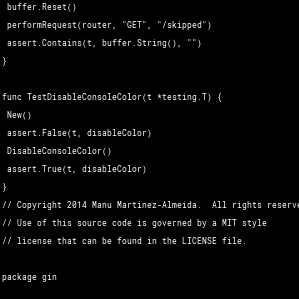 buffer.Reset()
performRequest(router, "GET", "/skipped")
assert.Contains(t, buffer.String(), "")
}
func TestDisableConsoleColor(t *testing.T) {
New()
assert.False(t, disableColor)
DisableConsoleColor()
assert.True(t, disableColor)
}
// Copyright 2014 Manu Martinez-Almeida.  All rights reserve
// Use of this source code is governed by a MIT style
// license that can be found in the LICENSE file.
package gin